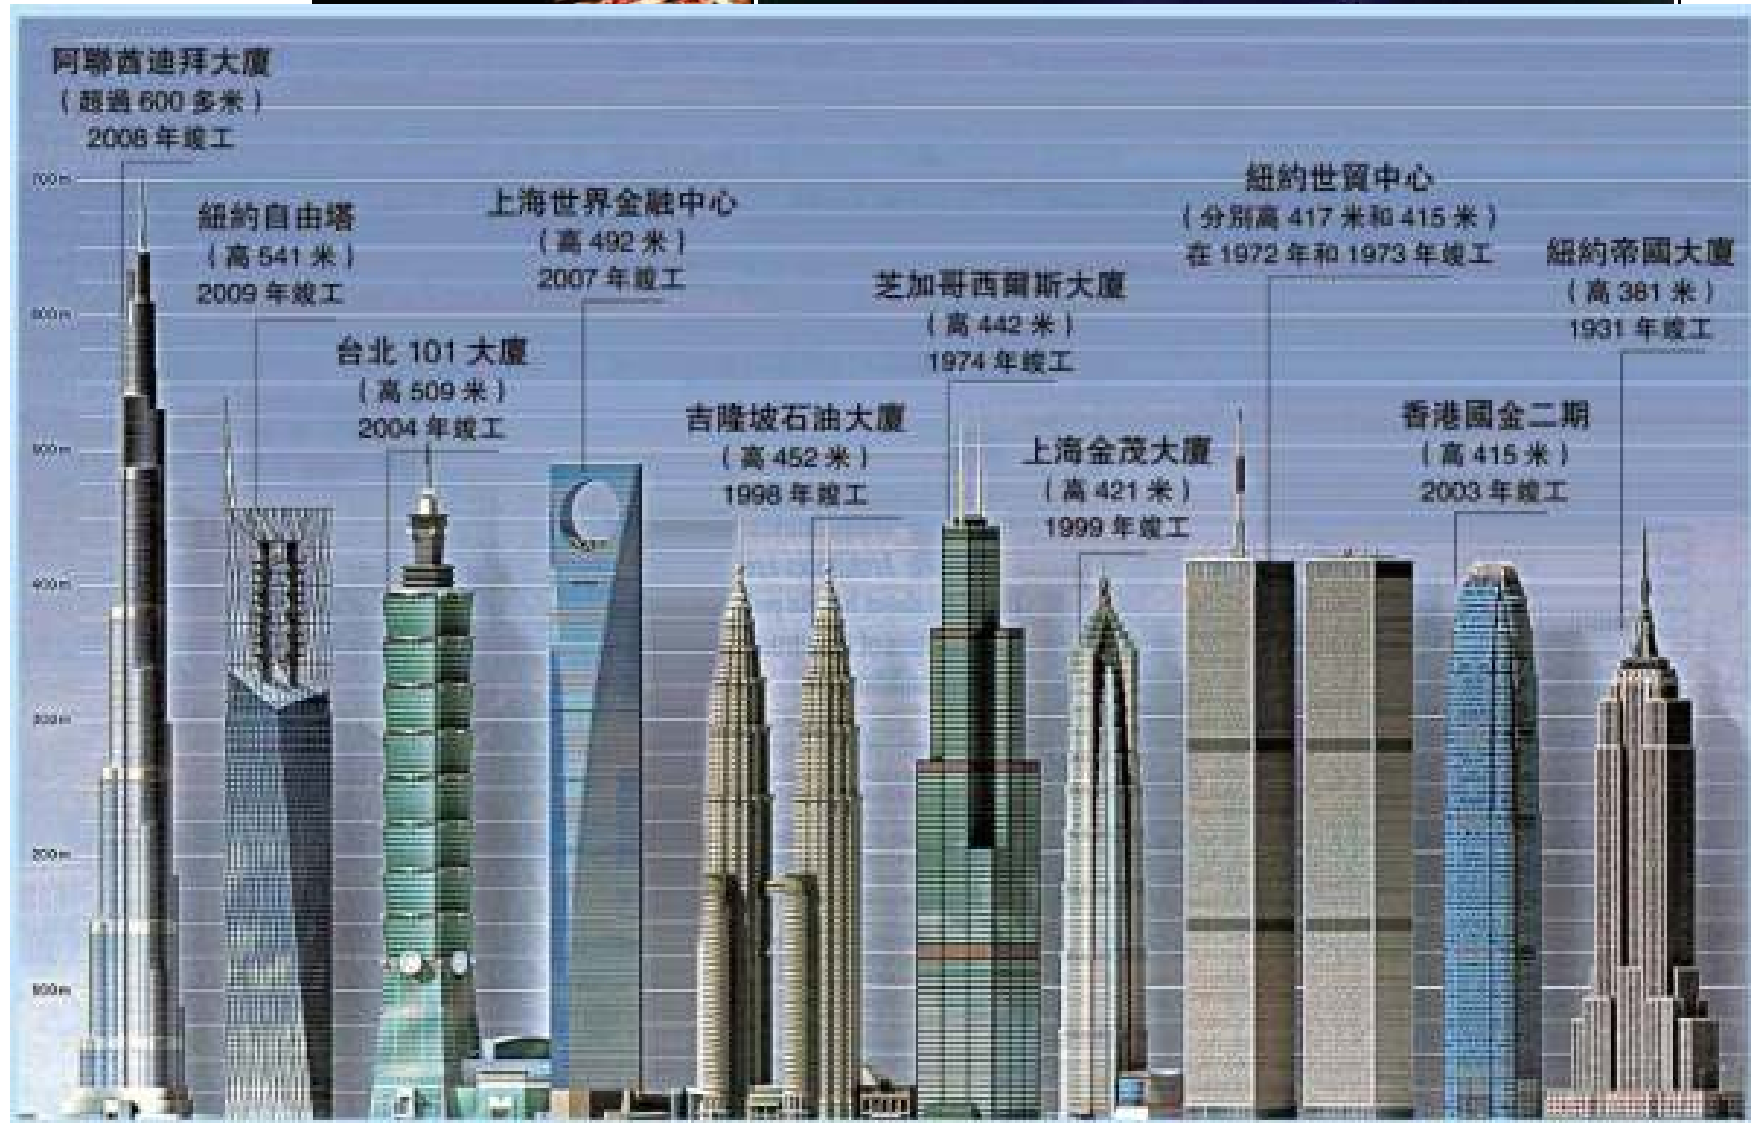 阿聯酋迪拜大廈
(超過 600 多米)
2008 年竣工
紐約自由塔
(高 541 米)
2009 年竣工
台北 101 大廈
(高 509 米)
2004 年竣工
上海世界金融中心
(高 492 米)
2007 年竣工
吉隆坡石油大廈
(高 452 米)
1998 年竣工
芝加哥西爾斯大廈
(高 442 米)
1974 年竣工
上海金茂大廈
(高 421 米)
1999 年竣工
紐約世貿中心
(分別高 417 米和 415 米)
在 1972 年和 1973 年竣工
香港國金二期
(高 415 米)
2003 年竣工
紐約帝國大廈
(高 381 米)
1931 年竣工
700m
600m
500m
400m
300m
200m
100m